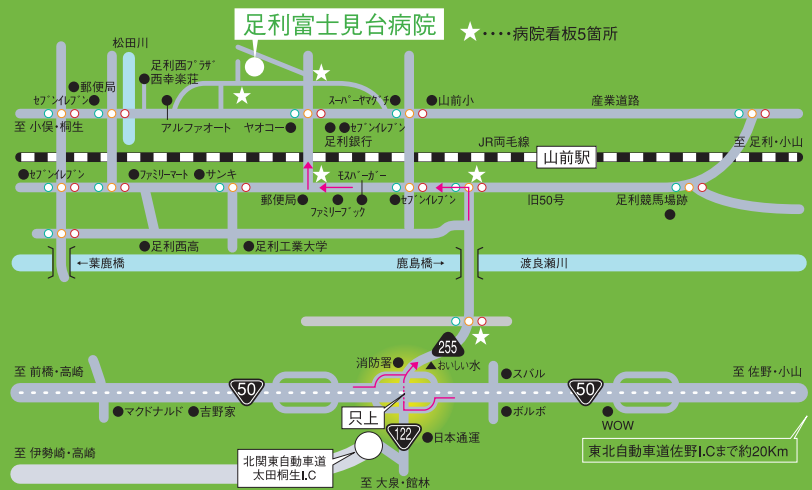 足利富士見台病院
★‥‥病院看板5箇所
松田川
足利西プラザ
●西幸楽荘
●郵便局
セブンイレブン●
スーパーヤマグチ●
●山前小
産業道路
至 小俣・桐生
アルファオート
ヤオコー●
●セブンイレブン
足利銀行
JR両毛線
山前駅
至 足利・小山
●セブンイレブン
●ファミリーマート
●サンキ
モスバーガー
郵便局●
ファミリーブック
●セブンイレブン
旧50号
足利競馬場跡
●足利西高
●足利工業大学
←葉鹿橋
鹿島橋→
渡良瀬川
255
消防署●
▲おいしい水
至 前橋・高崎
50
●スバル
50
至 佐野・小山
●マクドナルド
●吉野家
只上
●ボルボ
WOW
122
●日本通運
至 伊勢崎・高崎
北関東自動車道
太田桐生I.C
東北自動車道佐野I.Cまで約20Km
至 大泉・館林